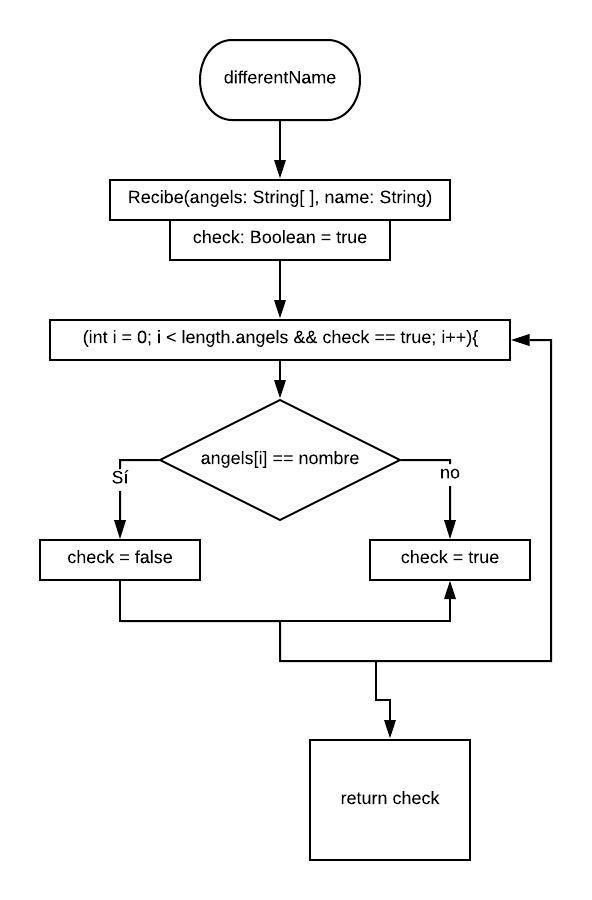 differentName
Recibe(angels: String[ ], name: String)
check: Boolean = true
(int i = 0; i < length.angels && check == true; i++){
angels[i] == nombre
Sí
no
check = false
check = true
return check